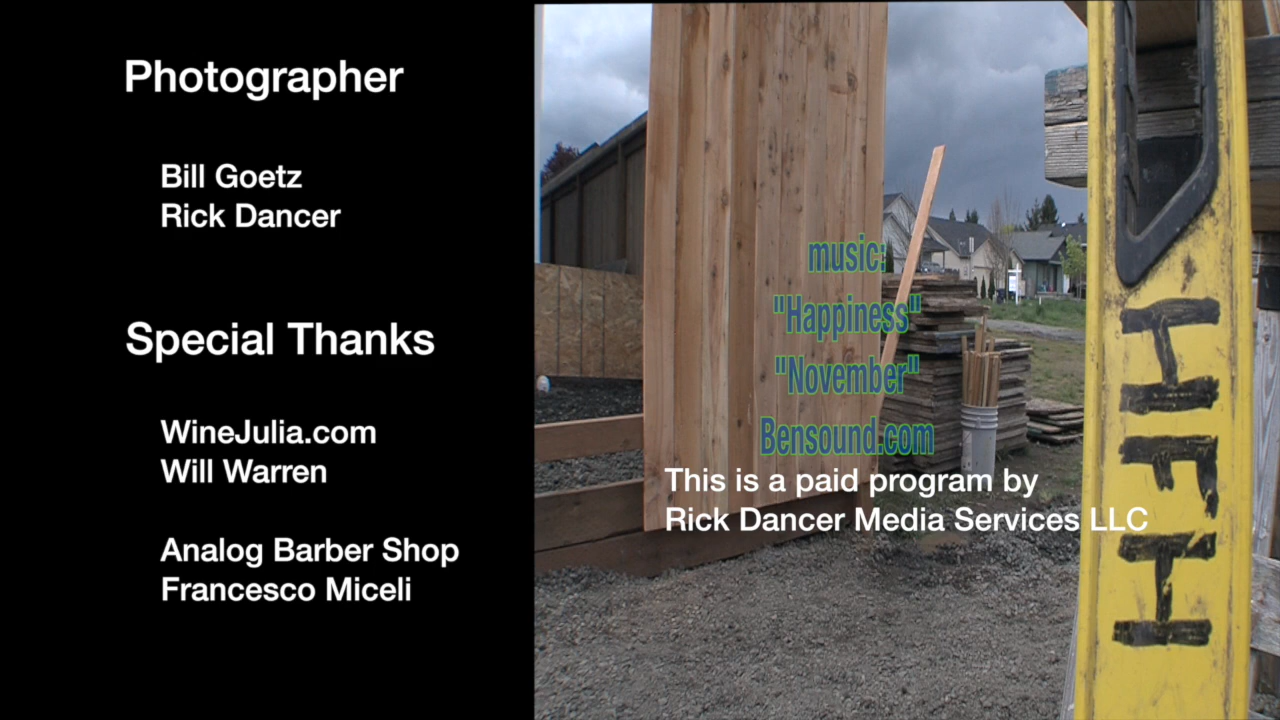 Photographer
Bill Goetz
Rick Dancer
Special Thanks
WineJulia.com
Will Warren
Analog Barber Shop
Francesco Miceli
music:
"Happiness"
"November"
Bensound.com
This is a paid program by
Rick Dancer Media Services LLC
HFH